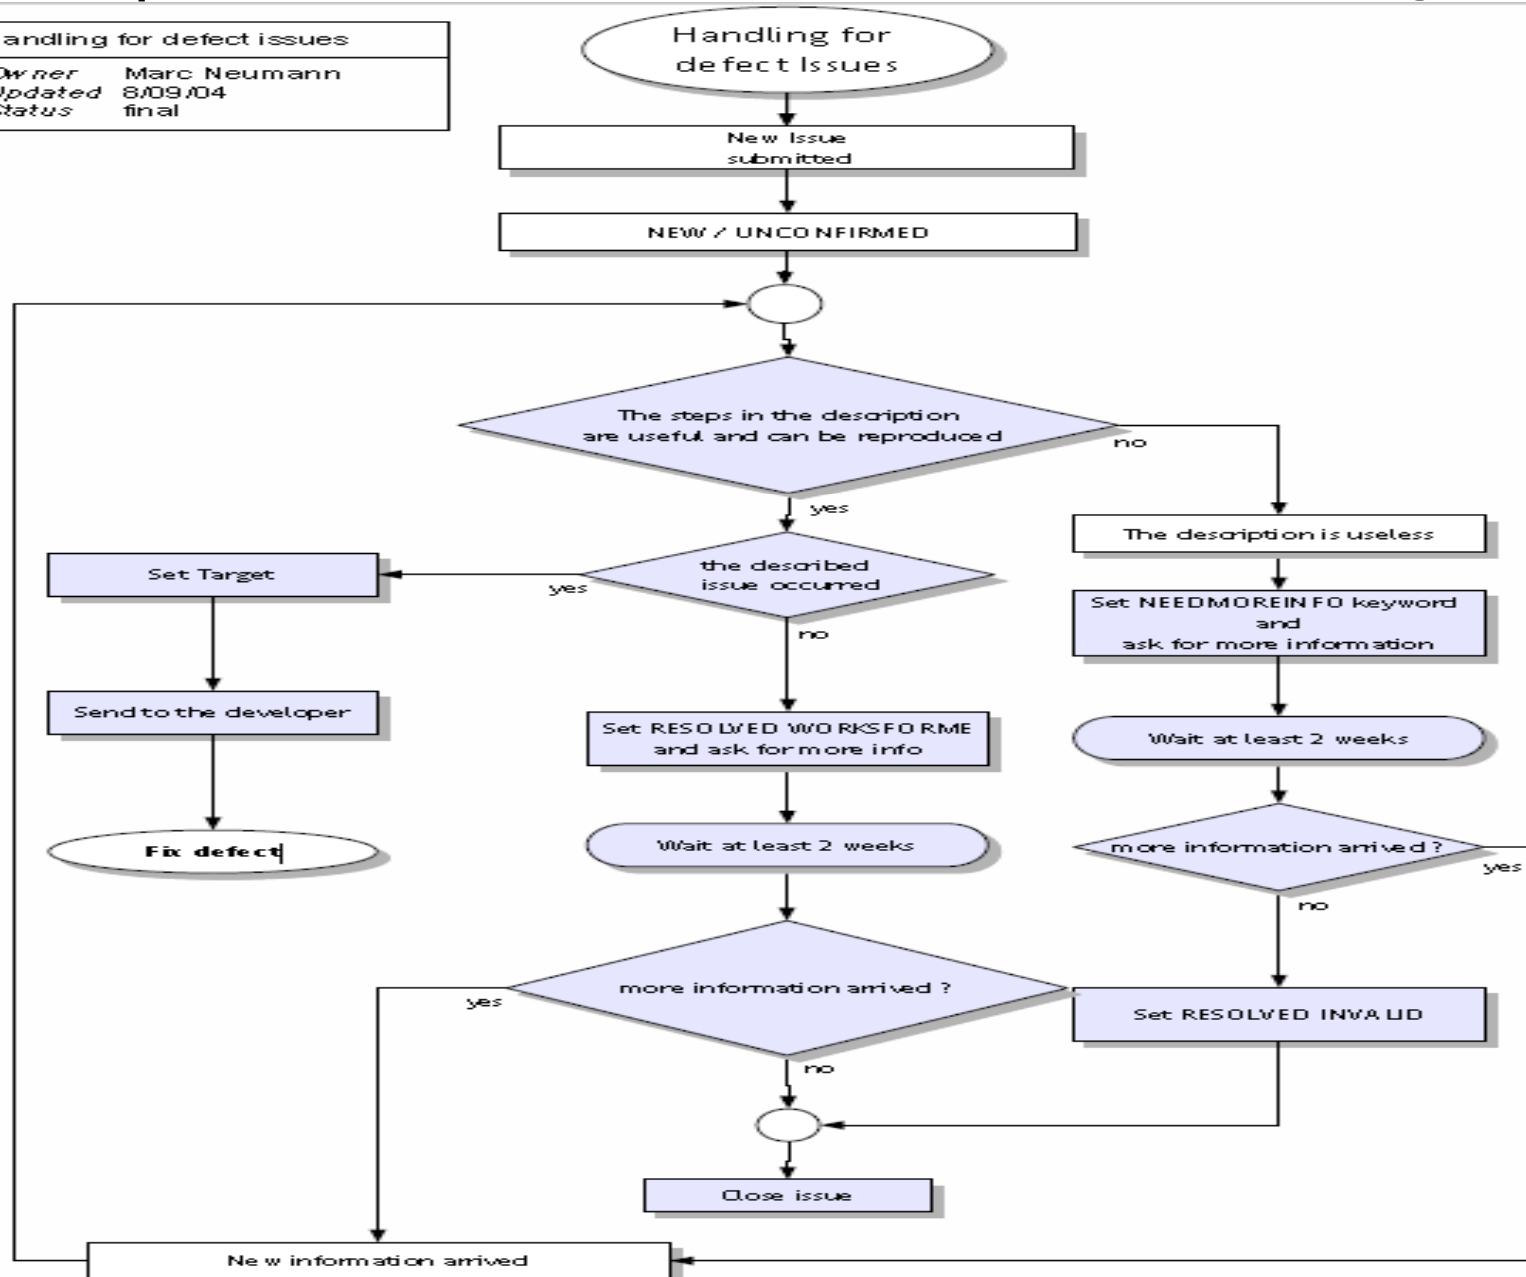 andling for defect issues
Owner Marc Neumann
Updated 8/09/04
Status final
Handling for
defect Issues
New Issue
submitted
NEW / UNCONFIRMED
The steps in the description
are useful and can be reproduced
no
yes
The description is useless
the described
issue occurred
yes
no
Set Target
Set NEEDMOREINFO keyword
and
ask for more information
Send to the developer
Set RESOLVED WORKSFORME
and ask for more info
Wait at least 2 weeks
Fix defect
Wait at least 2 weeks
more information arrived ?
yes
no
more information arrived ?
yes
no
Set RESOLVED INVALID
Close issue
New information arrived